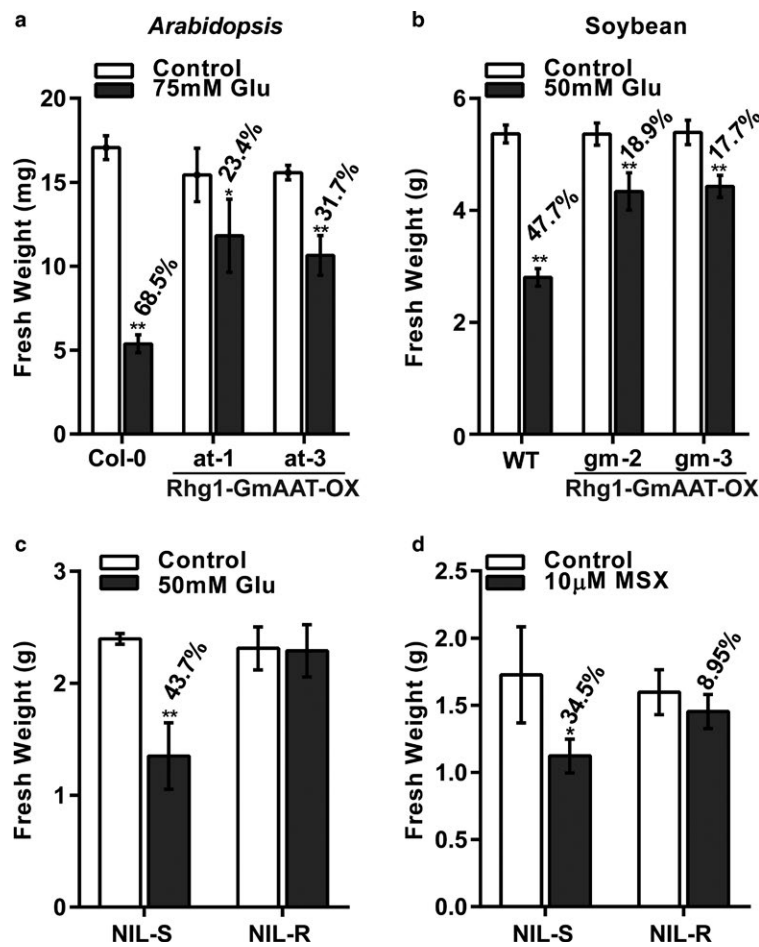 a
Arabidopsis
Control
75mM Glu
Fresh Weight (mg)
20
15
10
5
0
**
68.5%
*
23.4%
**
31.7%
Col-0
at-1
at-3
Rhg1-GmAAT-OX
b
Soybean
Control
50mM Glu
Fresh Weight (g)
6
4
2
0
**
47.7%
**
18.9%
**
17.7%
WT
gm-2
gm-3
Rhg1-GmAAT-OX
c
Control
50mM Glu
Fresh Weight (g)
3
2
1
0
**
43.7%
NIL-S
NIL-R
d
Control
10μM MSX
Fresh Weight (g)
2.5
2.0
1.5
1.0
0.5
0.0
*
34.5%
8.95%
NIL-S
NIL-R